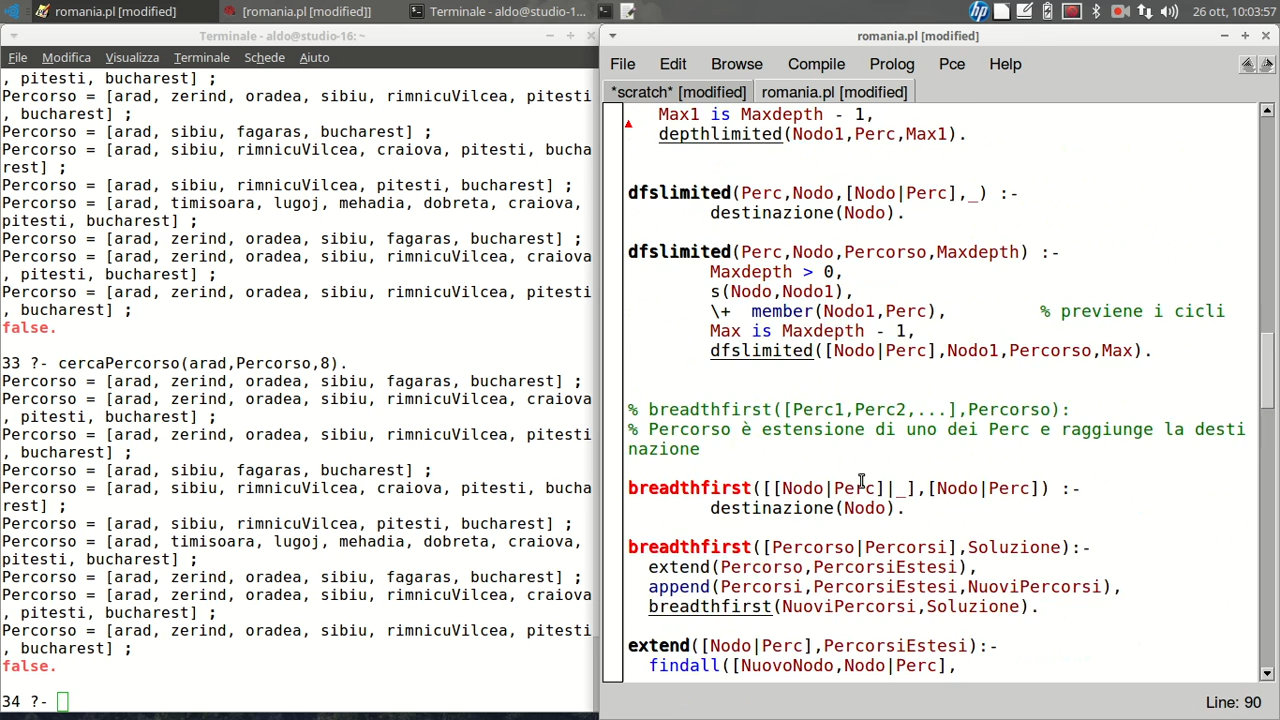 romania.pl [modified]
[romania.pl [modified]]
Terminale - aldo@studio-1...
26 ott, 10:03:57
Terminale - aldo@studio-16: ~
File Modifica Visualizza Terminale Schede Aiuto
, pitesti, bucharest] ;
Percorso = [arad, zerind, oradea, sibiu, rimnicuVilcea, pitesti
, bucharest] ;
Percorso = [arad, sibiu, fagaras, bucharest] ;
Percorso = [arad, sibiu, rimnicuVilcea, craiova, pitesti, bucha
rest] ;
Percorso = [arad, sibiu, rimnicuVilcea, pitesti, bucharest] ;
Percorso = [arad, timisoara, lugoj, mehadia, dobreta, craiova,
pitesti, bucharest] ;
Percorso = [arad, zerind, oradea, sibiu, fagaras, bucharest] ;
Percorso = [arad, zerind, oradea, sibiu, rimnicuVilcea, craiova
, pitesti, bucharest] ;
Percorso = [arad, zerind, oradea, sibiu, rimnicuVilcea, pitesti
, bucharest] ;
false.
33 ?- cercaPercorso(arad,Percorso,8).
Percorso = [arad, zerind, oradea, sibiu, fagaras, bucharest] ;
Percorso = [arad, zerind, oradea, sibiu, rimnicuVilcea, craiova
, pitesti, bucharest] ;
Percorso = [arad, zerind, oradea, sibiu, rimnicuVilcea, pitesti
, bucharest] ;
Percorso = [arad, sibiu, fagaras, bucharest] ;
Percorso = [arad, sibiu, rimnicuVilcea, craiova, pitesti, bucha
rest] ;
Percorso = [arad, sibiu, rimnicuVilcea, pitesti, bucharest] ;
Percorso = [arad, timisoara, lugoj, mehadia, dobreta, craiova,
pitesti, bucharest] ;
Percorso = [arad, zerind, oradea, sibiu, fagaras, bucharest] ;
Percorso = [arad, zerind, oradea, sibiu, rimnicuVilcea, craiova
, pitesti, bucharest] ;
Percorso = [arad, zerind, oradea, sibiu, rimnicuVilcea, pitesti
, bucharest] ;
false.
34 ?-
romania.pl [modified]
File Edit Browse Compile Prolog Pce Help
*scratch* [modified] romania.pl [modified]
Max1 is Maxdepth - 1,
depthlimited(Nodo1,Perc,Max1).
dfslimited(Perc,Nodo,[Nodo|Perc],_) :-
destinazione(Nodo).
dfslimited(Perc,Nodo,Percorso,Maxdepth) :-
Maxdepth > 0,
s(Nodo,Nodo1),
\+ member(Nodo1,Perc), % previene i cicli
Max is Maxdepth - 1,
dfslimited([Nodo|Perc],Nodo1,Percorso,Max).
% breadthfirst([Perc1,Perc2,...],Percorso):
% Percorso è estensione di uno dei Perc e raggiunge la desti
nazione
breadthfirst([[Nodo|Perc]|_],[Nodo|Perc]) :-
destinazione(Nodo).
breadthfirst([Percorso|Percorsi],Soluzione):-
extend(Percorso,PercorsiEstesi),
append(Percorsi,PercorsiEstesi,NuoviPercorsi),
breadthfirst(NuoviPercorsi,Soluzione).
extend([Nodo|Perc],PercorsiEstesi):-
findall([NuovoNodo,Nodo|Perc],
Line: 90